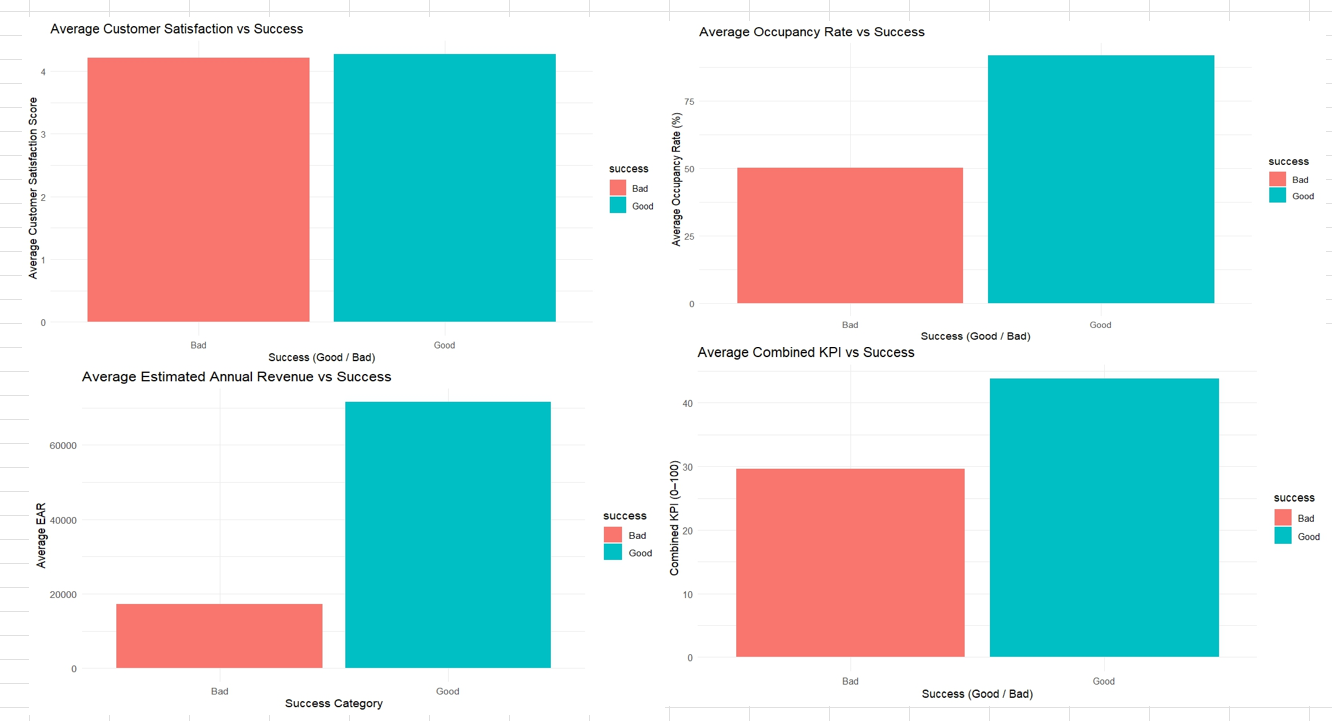 Average Customer Satisfaction vs Success
Average Customer Satisfaction Score
4
3
2
1
0
Bad
Good
Success (Good / Bad)
success
Bad
Good
Average Occupancy Rate vs Success
Average Occupancy Rate (%)
75
50
25
0
Bad
Good
Success (Good / Bad)
success
Bad
Good
Average Estimated Annual Revenue vs Success
Average EAR
60000
40000
20000
0
Bad
Good
Success Category
success
Bad
Good
Average Combined KPI vs Success
Combined KPI (0–100)
40
30
20
10
0
Bad
Good
Success (Good / Bad)
success
Bad
Good